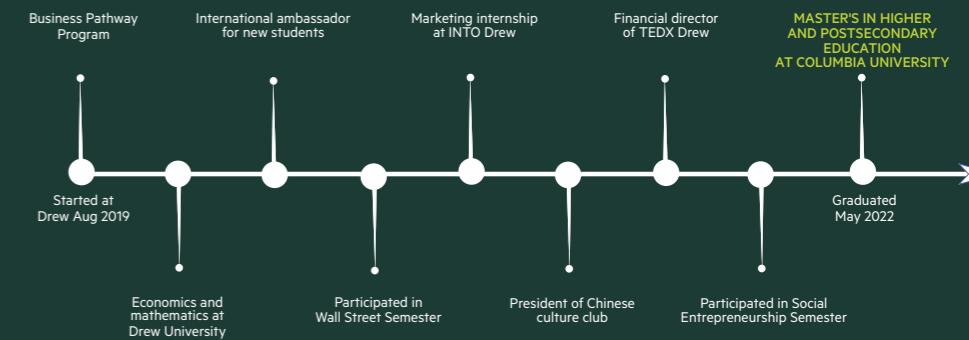 Business Pathway
Program
International ambassador
for new students
Marketing internship
at INTO Drew
Financial director
of TEDX Drew
MASTER'S IN HIGHER
AND POSTSECONDARY
EDUCATION
AT COLUMBIA UNIVERSITY
Started at
Drew Aug 2019
Graduated
May 2022
Economics and
mathematics at
Drew University
Participated in
Wall Street Semester
President of Chinese
culture club
Participated in Social
Entrepreneurship Semester